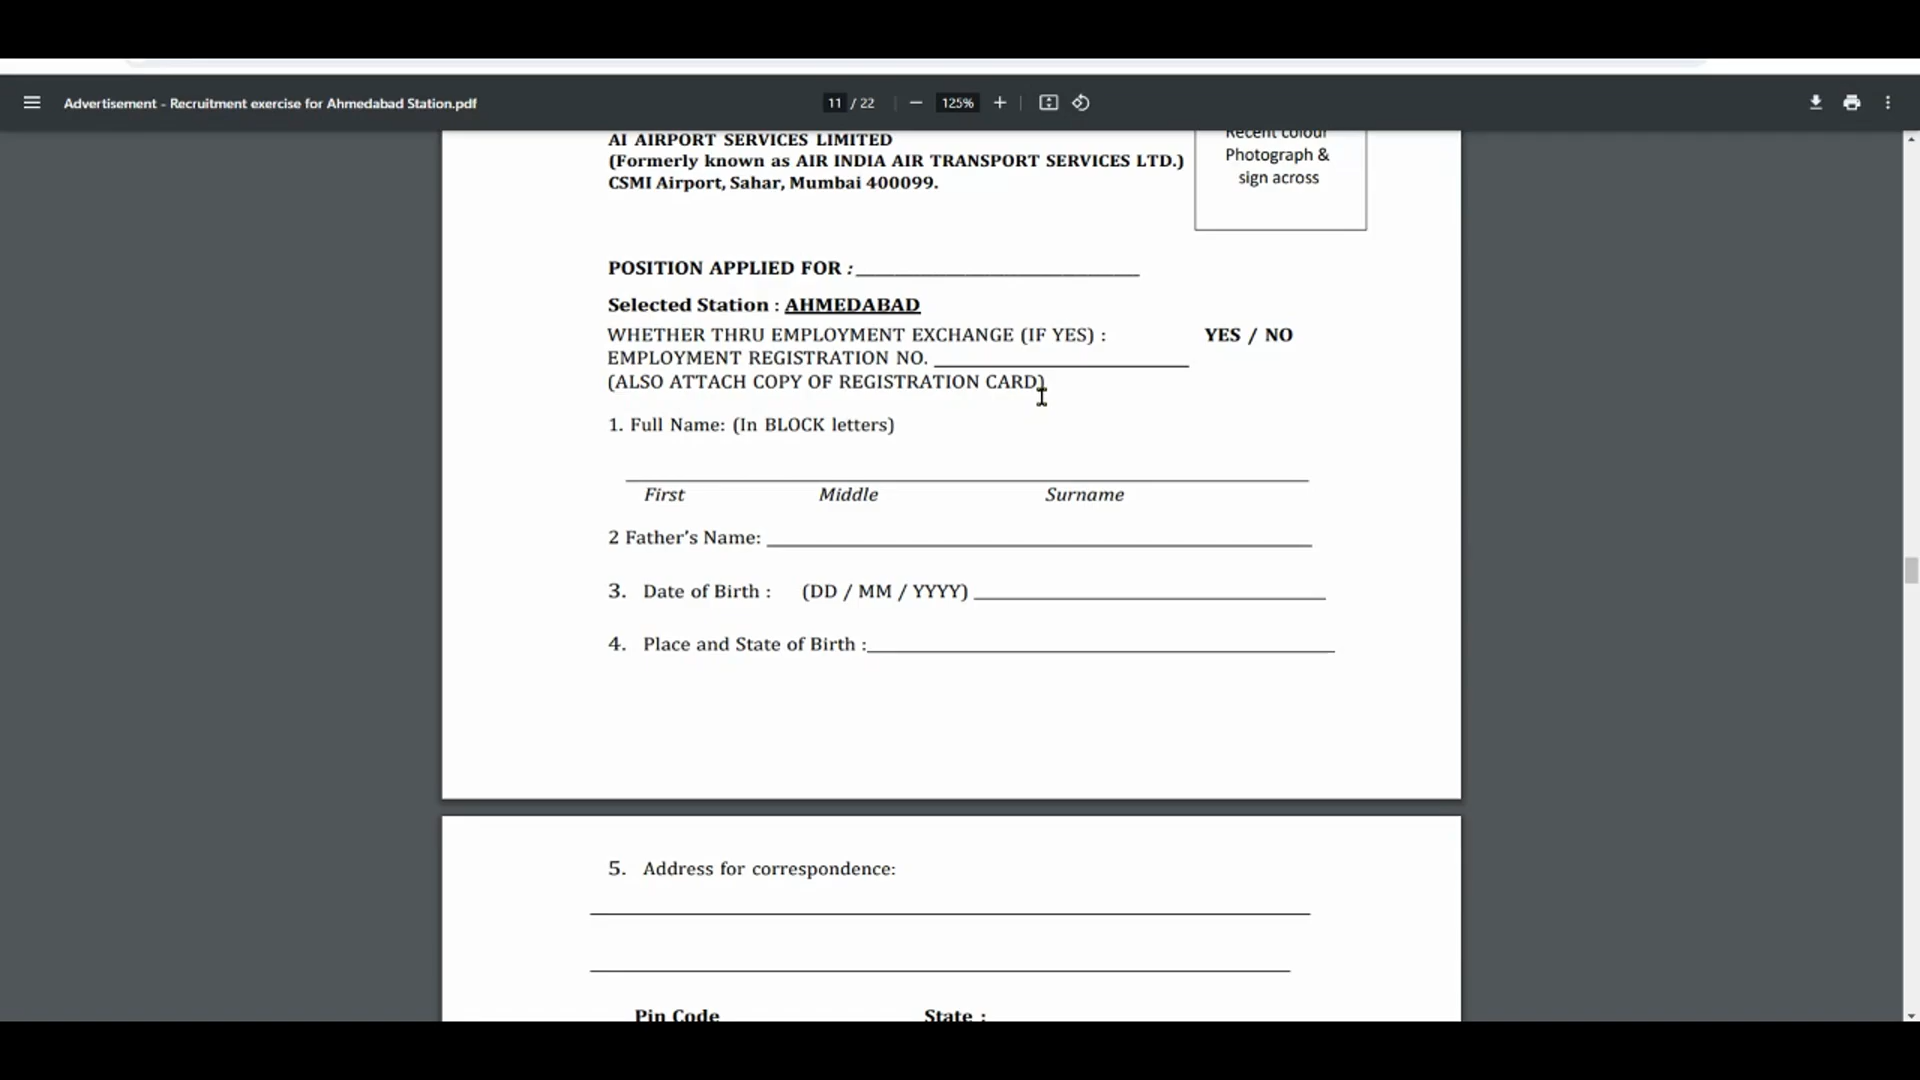 Advertisement - Recruitment exercise for Ahmedabad Station.pdf
11 / 22
125%
AI AIRPORT SERVICES LIMITED
(Formerly known as AIR INDIA AIR TRANSPORT SERVICES LTD.)
CSMI Airport, Sahar, Mumbai 400099.
Recent colour
Photograph &
sign across
POSITION APPLIED FOR :
Selected Station : AHMEDABAD
WHETHER THRU EMPLOYMENT EXCHANGE (IF YES) : YES / NO
EMPLOYMENT REGISTRATION NO.
(ALSO ATTACH COPY OF REGISTRATION CARD)
1. Full Name: (In BLOCK letters)
First Middle Surname
2 Father’s Name:
3. Date of Birth : (DD / MM / YYYY)
4. Place and State of Birth :
5. Address for correspondence:
Pin Code State :